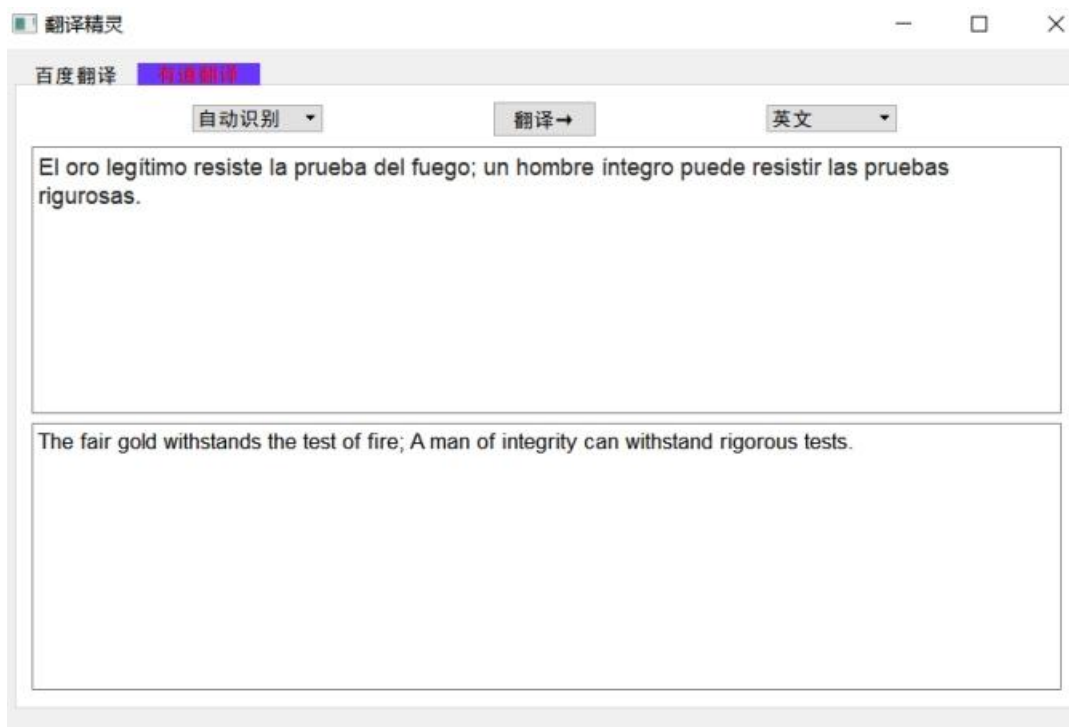 翻译精灵
百度翻译 有道翻译
自动识别 翻译→ 英文
El oro legítimo resiste la prueba del fuego; un hombre íntegro puede resistir las pruebas
rigurosas.
The fair gold withstands the test of fire; A man of integrity can withstand rigorous tests.